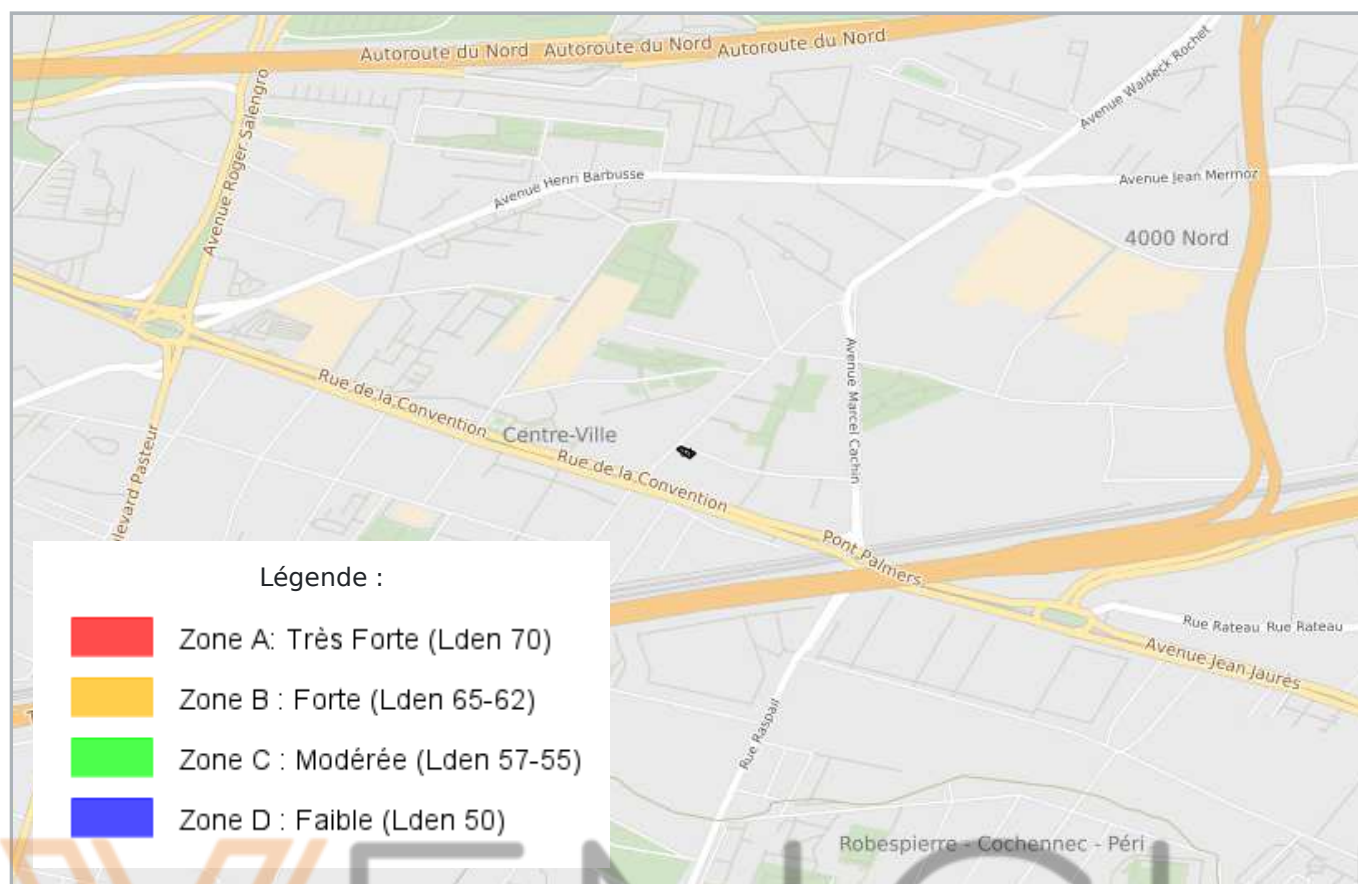 Autoroute du Nord Autoroute du Nord Autoroute du Nord
Avenue Roger Salengro
Avenue Waldeck Rochet
Avenue Henri Barbusse
Avenue Jean Mermoz
4000 Nord
Rue de la Convention
Centre-Ville
Rue de la Convention
Avenue Marcel Cachin
Pont Palmers
Rue Rateau Rue Rateau
Avenue Jean Jaurès
Rue Raspail
Robespierre - Cochennec - Péri
Légende :
Zone A: Très Forte (Lden 70)
Zone B : Forte (Lden 65-62)
Zone C : Modérée (Lden 57-55)
Zone D : Faible (Lden 50)